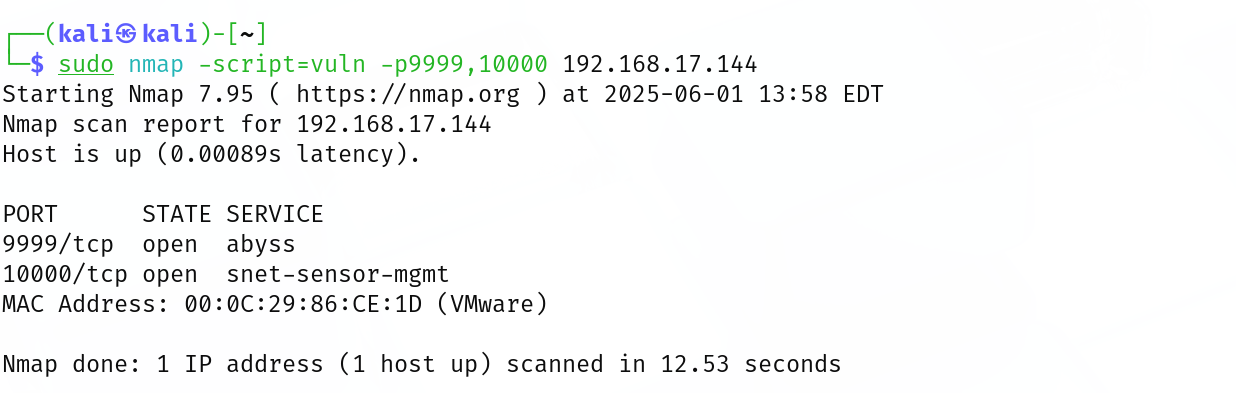 ┌──(kali㉿kali)-[~]
└─$ sudo nmap -script=vuln -p9999,10000 192.168.17.144
Starting Nmap 7.95 ( https://nmap.org ) at 2025-06-01 13:58 EDT
Nmap scan report for 192.168.17.144
Host is up (0.00089s latency).
PORT      STATE SERVICE
9999/tcp  open  abyss
10000/tcp open  snet-sensor-mgmt
MAC Address: 00:0C:29:86:CE:1D (VMware)
Nmap done: 1 IP address (1 host up) scanned in 12.53 seconds